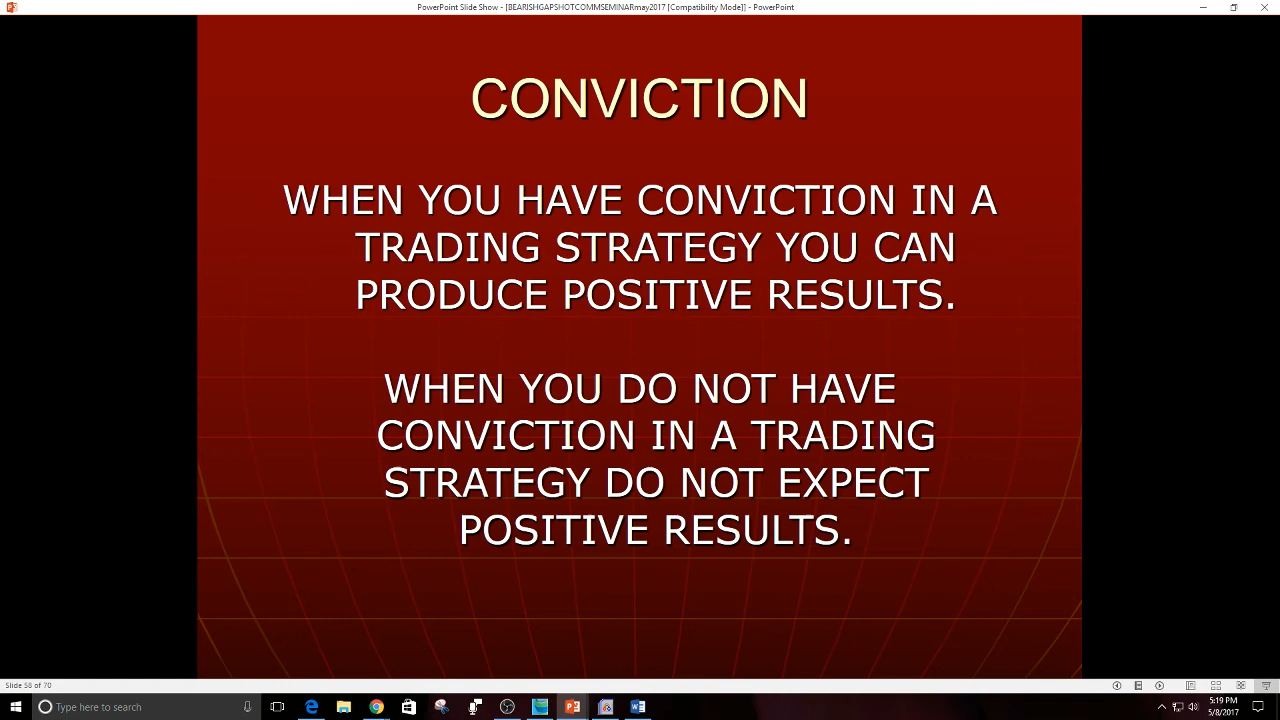 PowerPoint Slide Show - [BEARISHGAPSHOTCOMMSEMINARmay2017 [Compatibility Mode]] - PowerPoint
CONVICTION
WHEN YOU HAVE CONVICTION IN A
TRADING STRATEGY YOU CAN
PRODUCE POSITIVE RESULTS.
WHEN YOU DO NOT HAVE
CONVICTION IN A TRADING
STRATEGY DO NOT EXPECT
POSITIVE RESULTS.
Slide 58 of 70
Type here to search
5:19 PM
5/8/2017